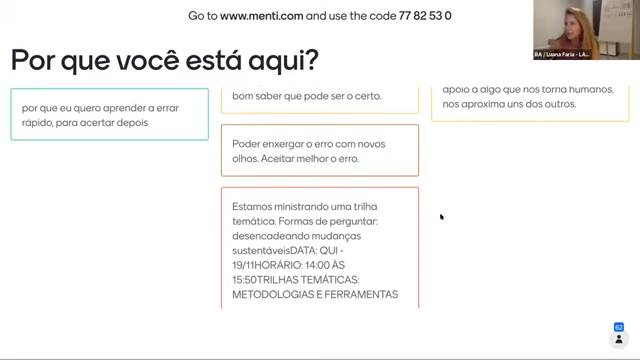 Go to www.menti.com and use the code 77 82 53 0
BA / Luana Faria - LA...
Por que você está aqui?
por que eu quero aprender a errar
rápido, para acertar depois
bom saber que pode ser o certo.
Poder enxergar o erro com novos
olhos. Aceitar melhor o erro.
Estamos ministrando uma trilha
temática. Formas de perguntar:
desencadeando mudanças
sustentáveisDATA: QUI -
19/11HORÁRIO: 14:00 ÀS
15:50TRILHAS TEMÁTICAS:
METODOLOGIAS E FERRAMENTAS
apoio a algo que nos torna humanos,
nos aproxima uns dos outros.
62